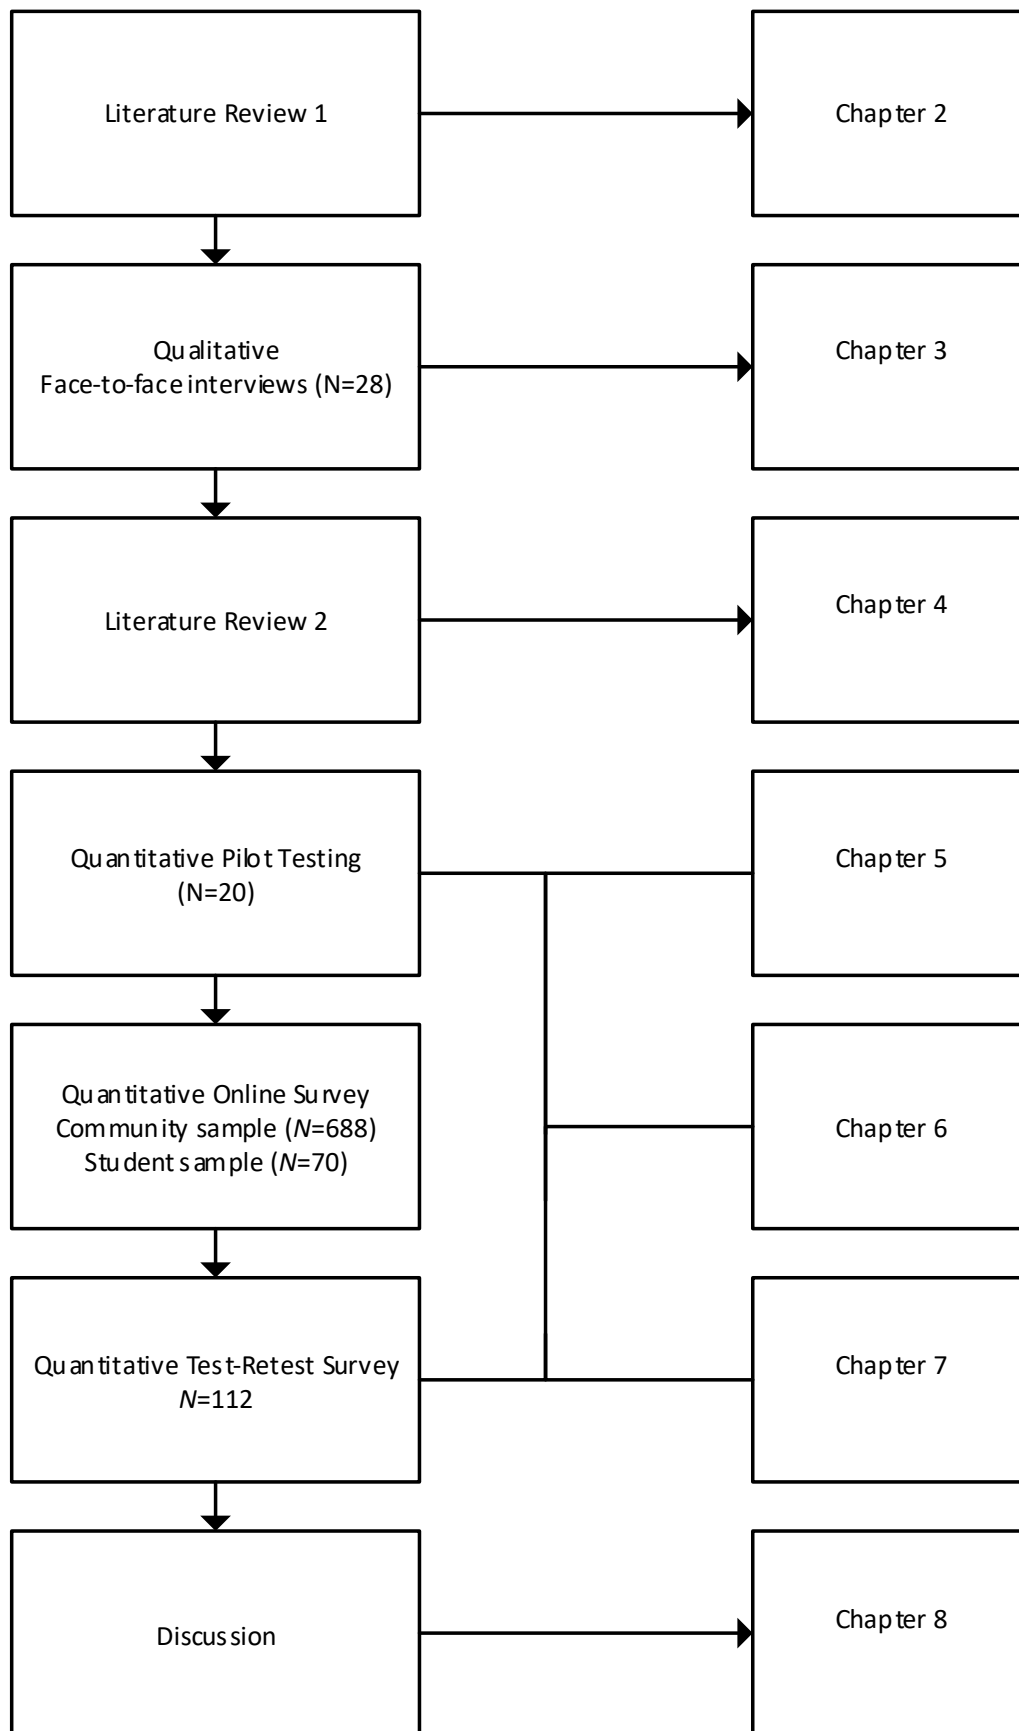 Literature Review 1
Chapter 2
Qualitative
Face-to-face interviews (N=28)
Chapter 3
Literature Review 2
Chapter 4
Quantitative Pilot Testing
(N=20)
Chapter 5
Quantitative Online Survey
Community sample (N=688)
Student sample (N=70)
Chapter 6
Quantitative Test-Retest Survey
N=112
Chapter 7
Discussion
Chapter 8